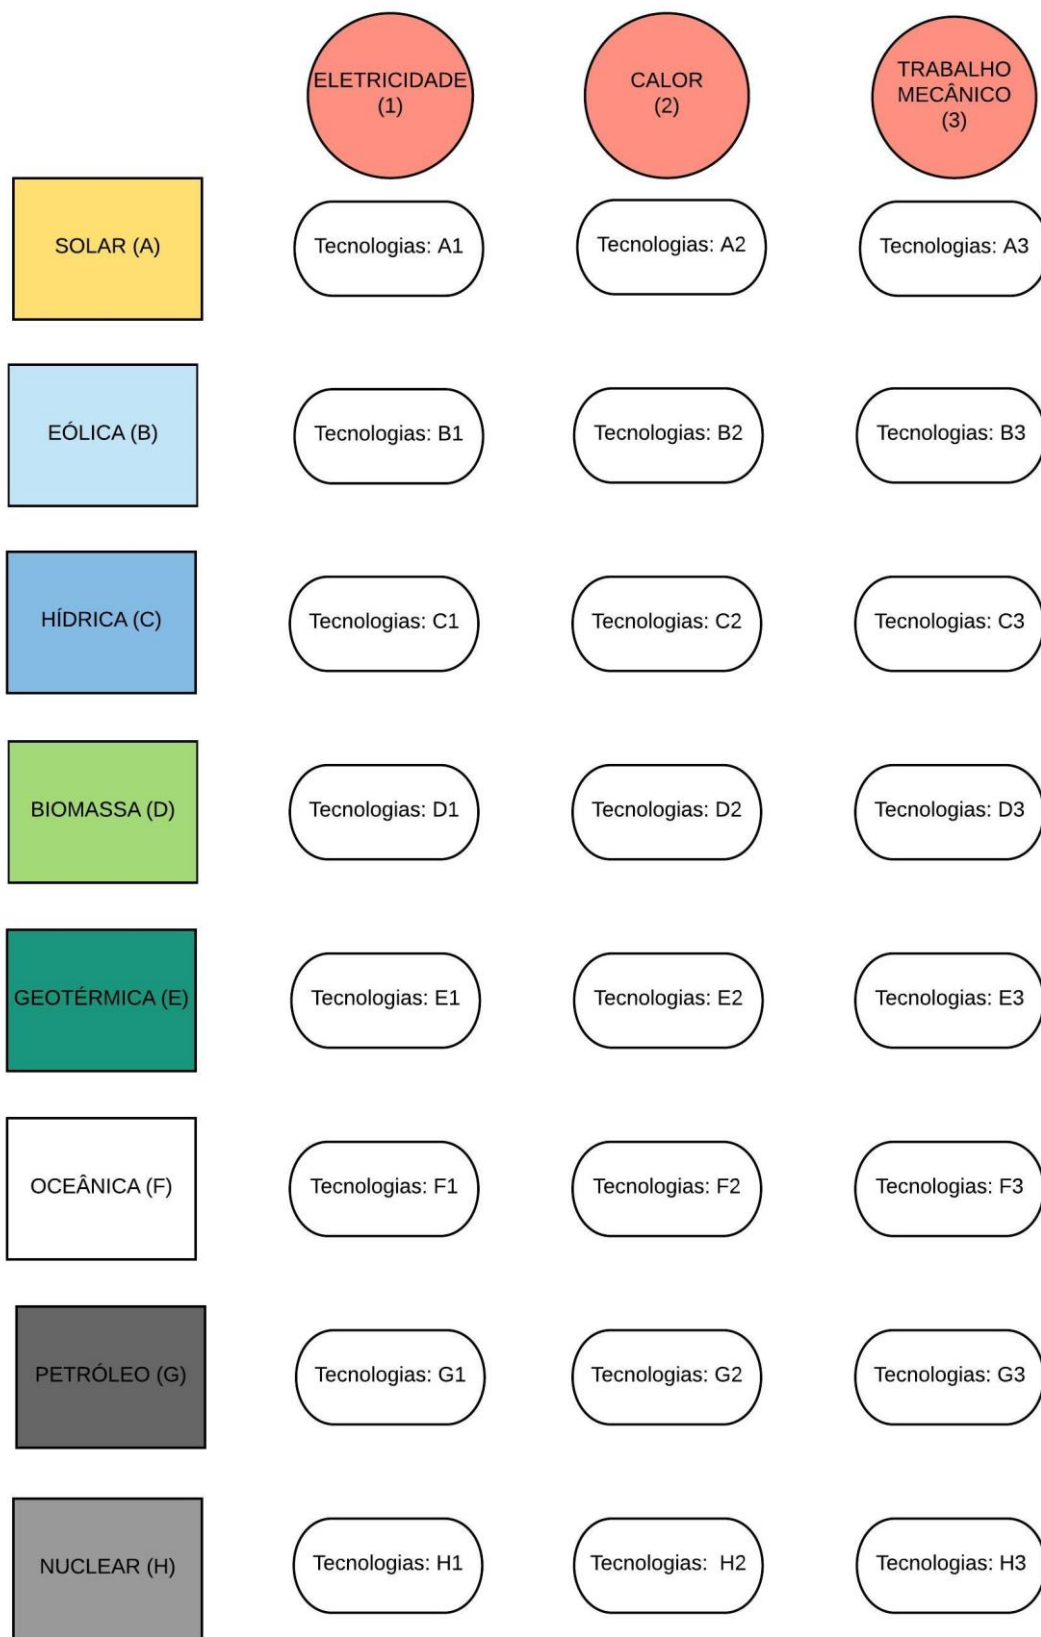 ELETRICIDADE
(1)
CALOR
(2)
TRABALHO
MECÂNICO
(3)
SOLAR (A)
Tecnologias: A1
Tecnologias: A2
Tecnologias: A3
EÓLICA (B)
Tecnologias: B1
Tecnologias: B2
Tecnologias: B3
HÍDRICA (C)
Tecnologias: C1
Tecnologias: C2
Tecnologias: C3
BIOMASSA (D)
Tecnologias: D1
Tecnologias: D2
Tecnologias: D3
GEOTÉRMICA (E)
Tecnologias: E1
Tecnologias: E2
Tecnologias: E3
OCEÂNICA (F)
Tecnologias: F1
Tecnologias: F2
Tecnologias: F3
PETRÓLEO (G)
Tecnologias: G1
Tecnologias: G2
Tecnologias: G3
NUCLEAR (H)
Tecnologias: H1
Tecnologias: H2
Tecnologias: H3